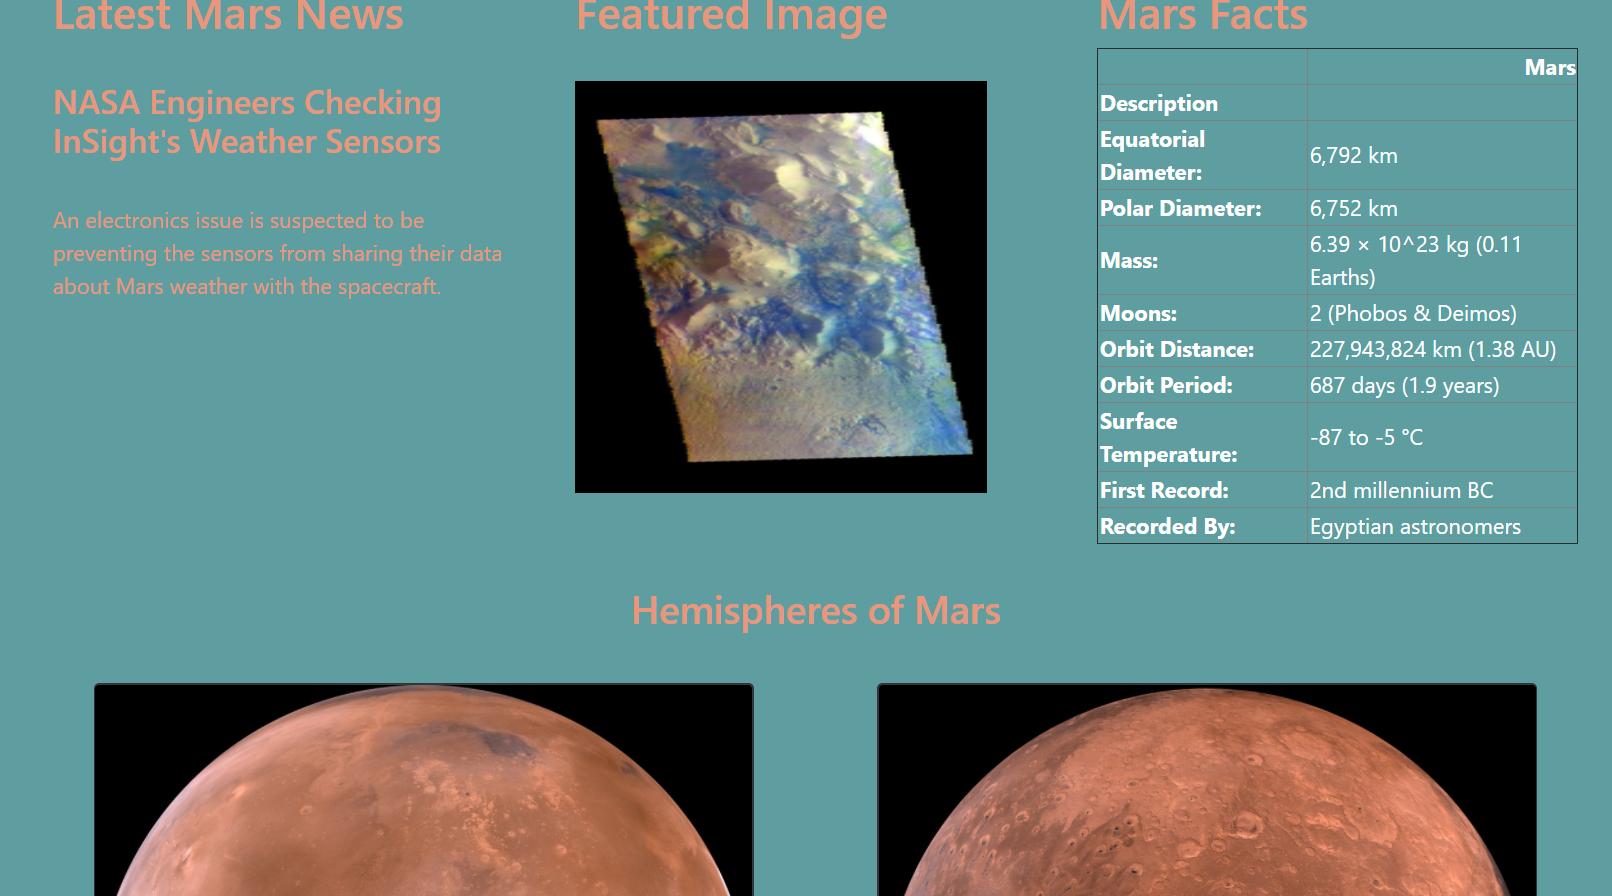 Latest Mars News
NASA Engineers Checking
InSight's Weather Sensors
An electronics issue is suspected to be
preventing the sensors from sharing their data
about Mars weather with the spacecraft.
Featured Image
Mars Facts
Mars
Description
Equatorial
Diameter:
6,792 km
Polar Diameter: 6,752 km
Mass:
6.39 × 10^23 kg (0.11
Earths)
Moons: 2 (Phobos & Deimos)
Orbit Distance: 227,943,824 km (1.38 AU)
Orbit Period: 687 days (1.9 years)
Surface
Temperature:
-87 to -5 °C
First Record: 2nd millennium BC
Recorded By: Egyptian astronomers
Hemispheres of Mars